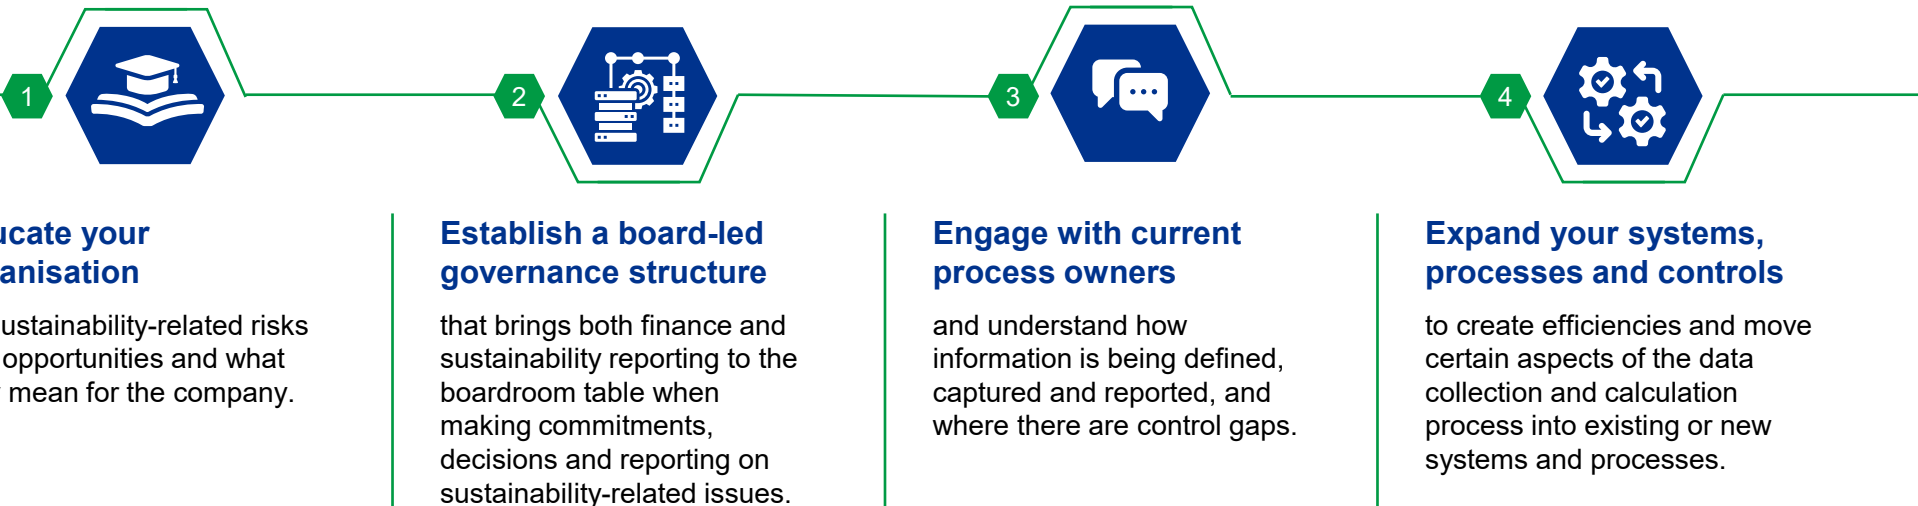 1
2
3
4
ucate your
anisation
ustainability-related risks
opportunities and what
mean for the company.
Establish a board-led
governance structure
that brings both finance and
sustainability reporting to the
boardroom table when
making commitments,
decisions and reporting on
sustainability-related issues.
Engage with current
process owners
and understand how
information is being defined,
captured and reported, and
where there are control gaps.
Expand your systems,
processes and controls
to create efficiencies and move
certain aspects of the data
collection and calculation
process into existing or new
systems and processes.